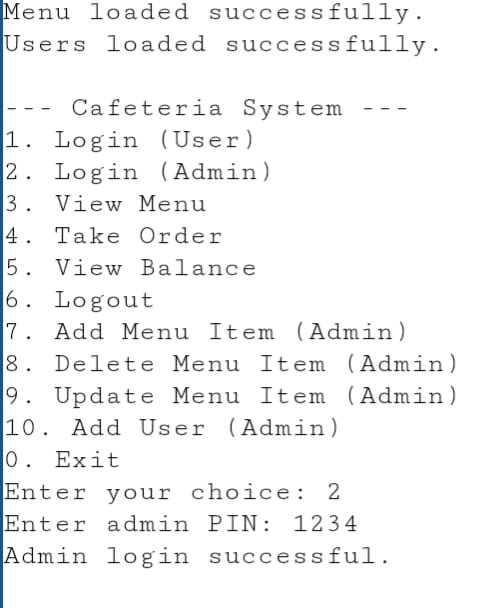 Menu loaded successfully.
Users loaded successfully.
--- Cafeteria System ---
1. Login (User)
2. Login (Admin)
3. View Menu
4. Take Order
5. View Balance
6. Logout
7. Add Menu Item (Admin)
8. Delete Menu Item (Admin)
9. Update Menu Item (Admin)
10. Add User (Admin)
0. Exit
Enter your choice: 2
Enter admin PIN: 1234
Admin login successful.